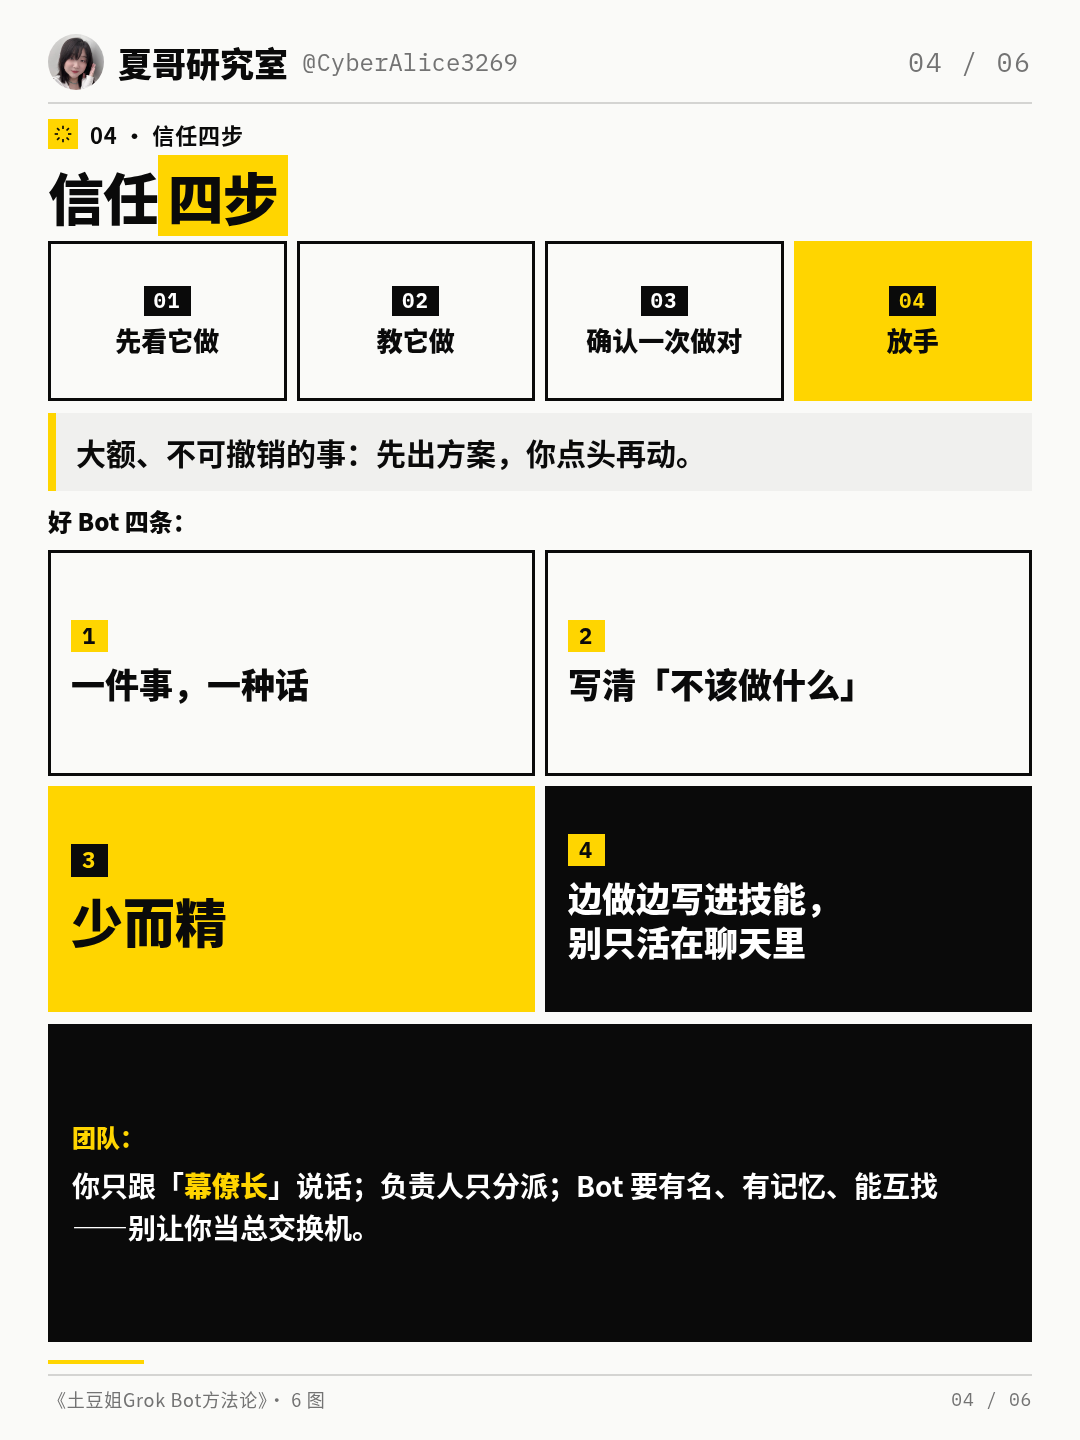 夏哥研究室 @CyberAlice3269 04 / 06
04 · 信任四步
信任四步
01
先看它做
02
教它做
03
确认一次做对
04
放手
大额、不可撤销的事：先出方案，你点头再动。
好 Bot 四条：
1
一件事，一种话
2
写清「不该做什么」
3
少而精
4
边做边写进技能，
别只活在聊天里
团队：
你只跟「幕僚长」说话；负责人只分派；Bot 要有名、有记忆、能互找
——别让你当总交换机。
《土豆姐Grok Bot方法论》· 6 图 04 / 06